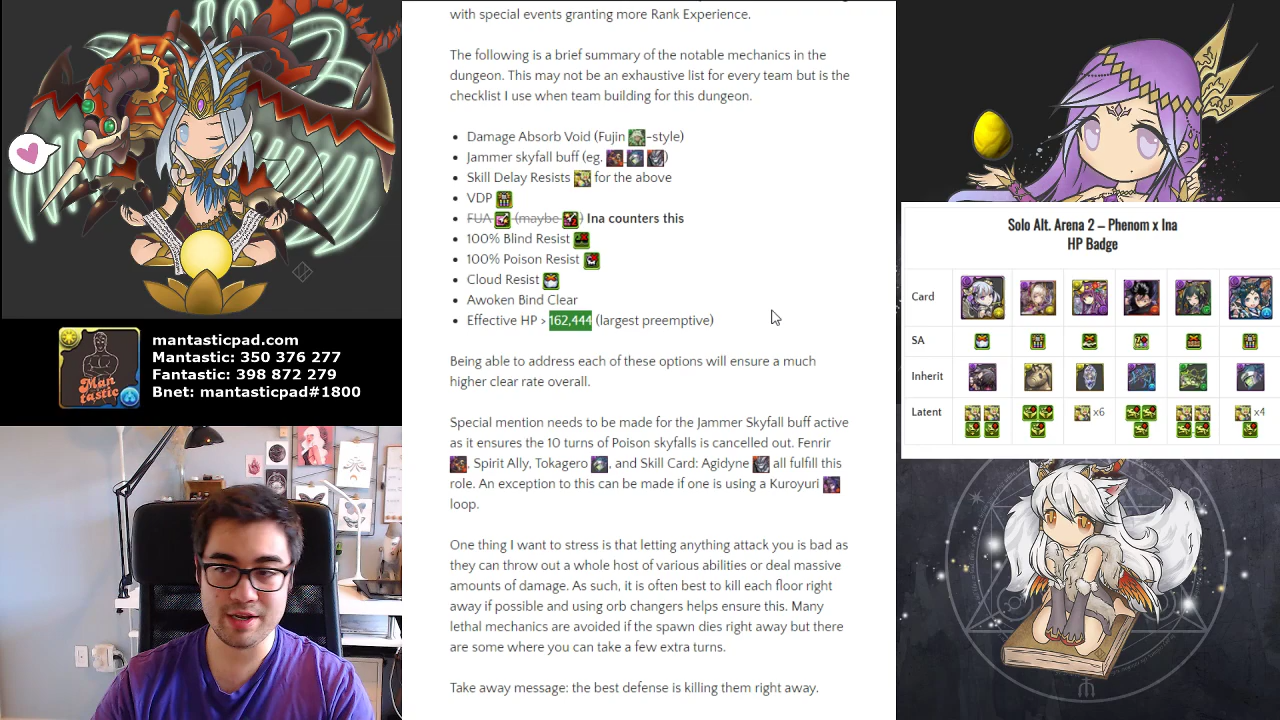 with special events granting more Rank Experience.
The following is a brief summary of the notable mechanics in the
dungeon. This may not be an exhaustive list for every team but is the
checklist I use when team building for this dungeon.
Damage Absorb Void (Fujin -style)
Jammer skyfall buff (eg. )
Skill Delay Resists for the above
VDP
FUA (maybe ) Ina counters this
100% Blind Resist
100% Poison Resist
Cloud Resist
Awoken Bind Clear
Effective HP > 162,444 (largest preemptive)
Being able to address each of these options will ensure a much
higher clear rate overall.
Special mention needs to be made for the Jammer Skyfall buff active
as it ensures the 10 turns of Poison skyfalls is cancelled out. Fenrir
, Spirit Ally, Tokagero , and Skill Card: Agidyne all fulfill this
role. An exception to this can be made if one is using a Kuroyuri
loop.
One thing I want to stress is that letting anything attack you is bad as
they can throw out a whole host of various abilities or deal massive
amounts of damage. As such, it is often best to kill each floor right
away if possible and using orb changers helps ensure this. Many
lethal mechanics are avoided if the spawn dies right away but there
are some where you can take a few extra turns.
Take away message: the best defense is killing them right away.
Man
tastic
mantasticpad.com
Mantastic: 350 376 277
Fantastic: 398 872 279
Bnet: mantasticpad#1800
Solo Alt. Arena 2 – Phenom x Ina
HP Badge
Card
SA
Inherit
Latent x6 x4